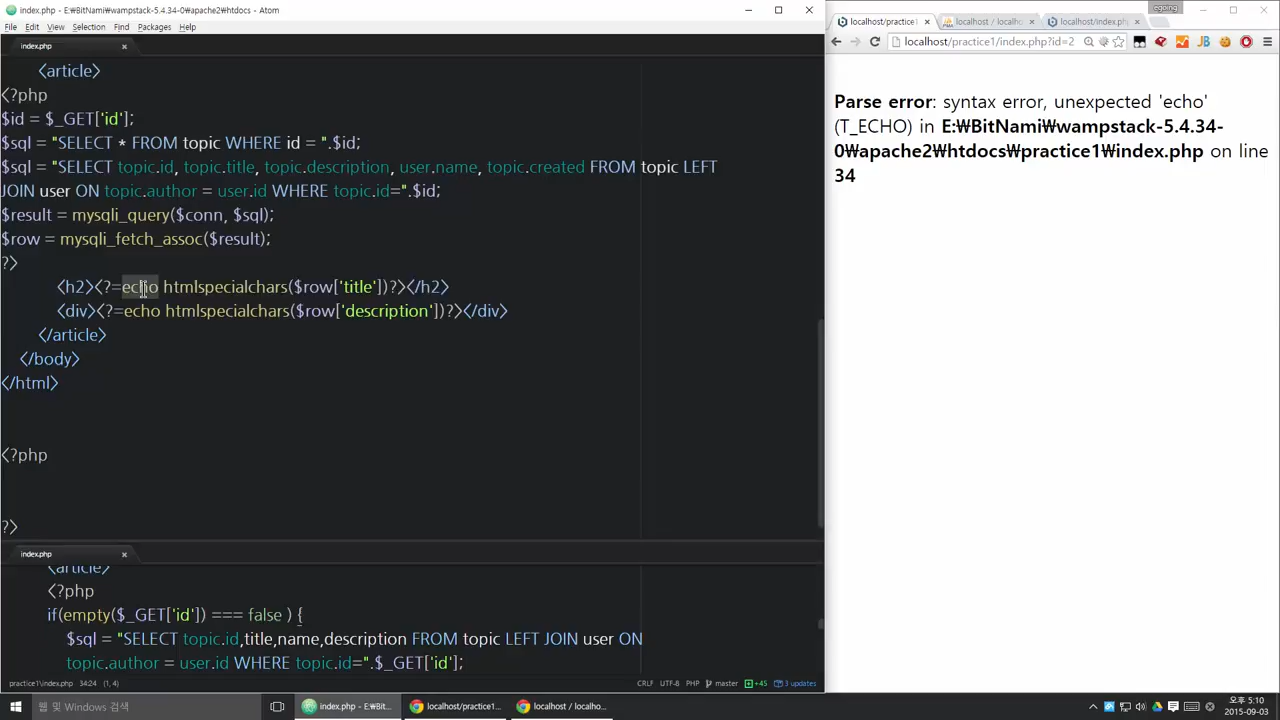 index.php - E:₩BitNami₩wampstack-5.4.34-0₩apache2₩htdocs - Atom
File Edit View Selection Find Packages Help
index.php
<article>
<?php
$id = $_GET['id'];
$sql = "SELECT * FROM topic WHERE id = ".$id;
$sql = "SELECT topic.id, topic.title, topic.description, user.name, topic.created FROM topic LEFT
JOIN user ON topic.author = user.id WHERE topic.id=".$id;
$result = mysqli_query($conn, $sql);
$row = mysqli_fetch_assoc($result);
?>
<h2><?=echo htmlspecialchars($row['title'])?></h2>
<div><?=echo htmlspecialchars($row['description'])?></div>
</article>
</body>
</html>
<?php
?>
index.php
<article>
<?php
if(empty($_GET['id']) === false ) {
$sql = "SELECT topic.id,title,name,description FROM topic LEFT JOIN user ON
topic.author = user.id WHERE topic.id=".$_GET['id'];
practice1\index.php 34:24 (1, 4)
CRLF UTF-8 PHP master +45 3 updates
egoing
localhost/practice1
localhost / localho
localhost/index.ph
localhost/practice1/index.php?id=2
Parse error: syntax error, unexpected 'echo'
(T_ECHO) in E:₩BitNami₩wampstack-5.4.34-
0₩apache2₩htdocs₩practice1₩index.php on line
34
웹 및 Windows 검색
index.php - E:₩Bit...
localhost/practice1...
localhost / localho...
오후 5:10
2015-09-03